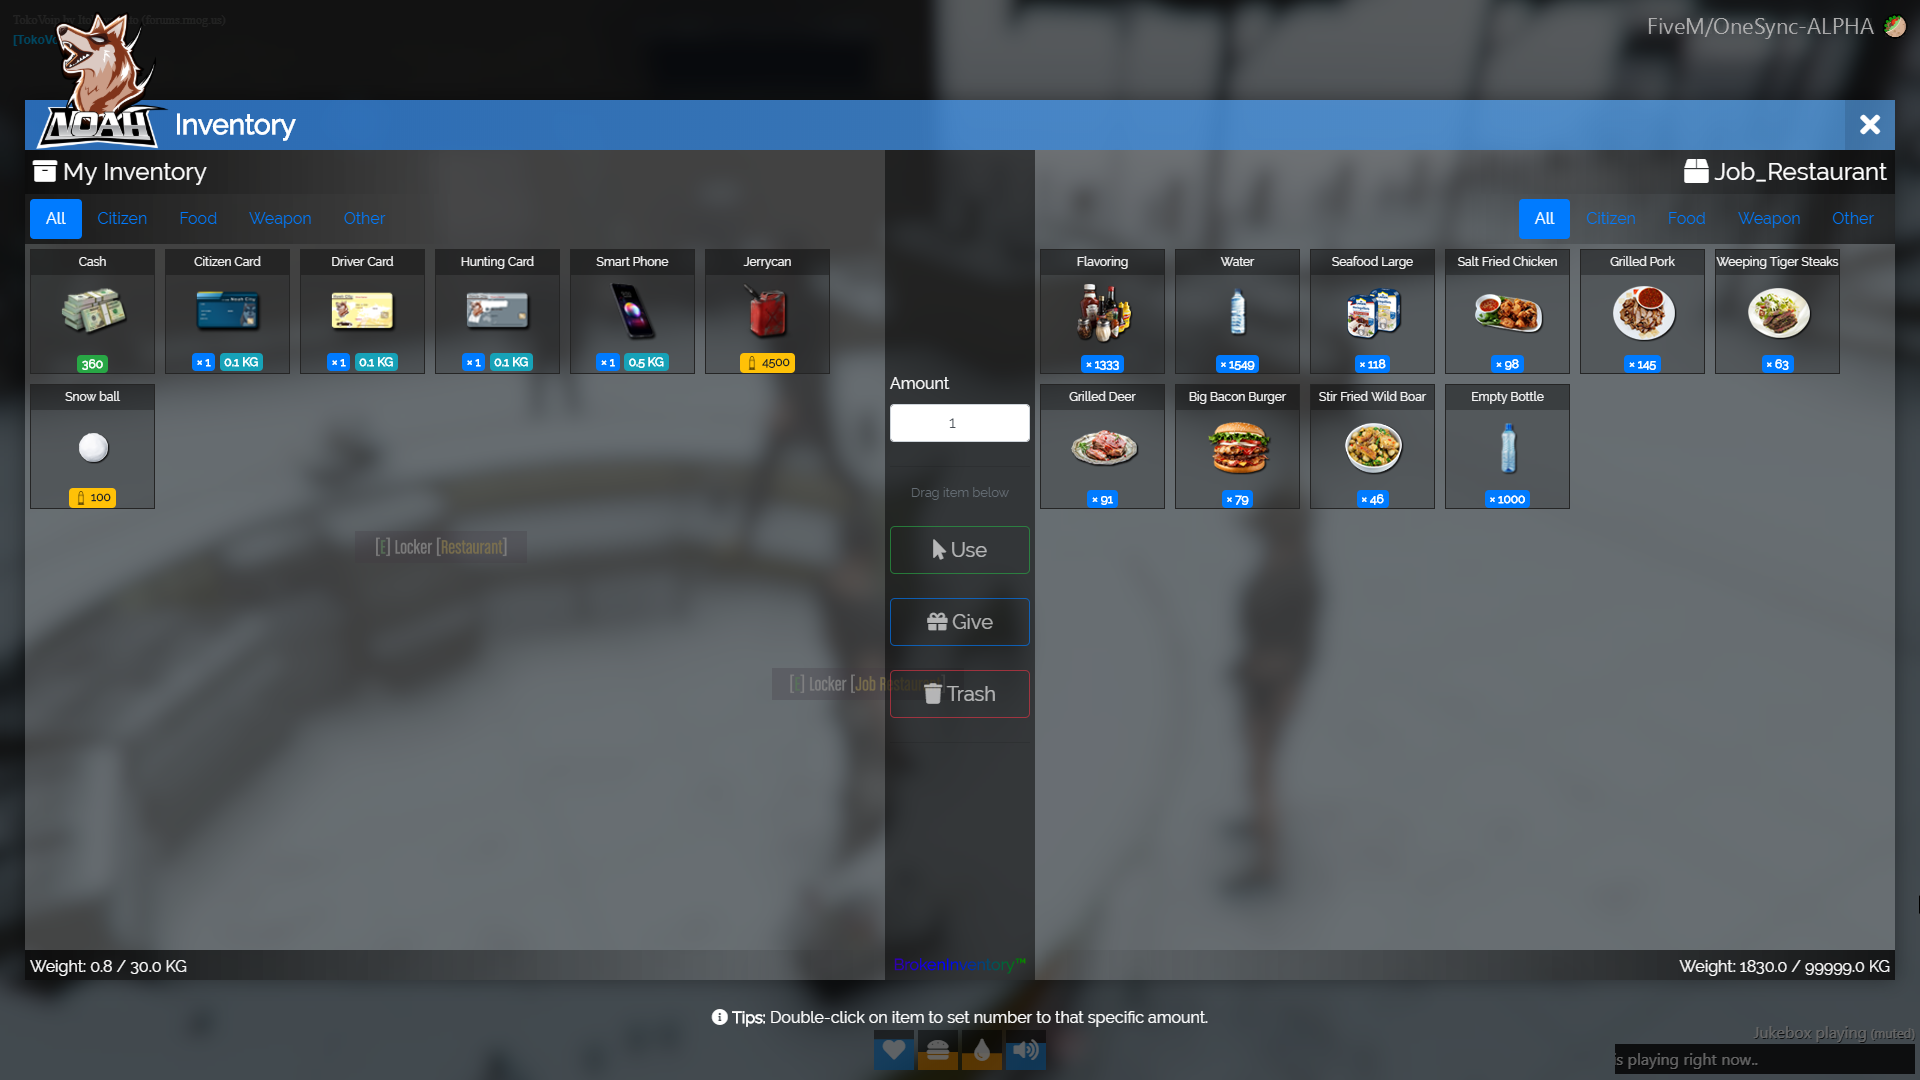 (forums.rmog.us)
FiveM/OneSync-ALPHA
NOAH
Inventory
My Inventory
All Citizen Food Weapon Other
Cash
360
Citizen Card
× 1 0.1 KG
Driver Card
× 1 0.1 KG
Hunting Card
× 1 0.1 KG
Smart Phone
× 1 0.5 KG
Jerrycan
4500
Snow ball
100
[E] Locker [Restaurant]
[E] Locker [Job
Weight: 0.8 / 30.0 KG
Amount
1
Drag item below
Use
Give
Trash
BrokenInventory™
Job_Restaurant
All Citizen Food Weapon Other
Flavoring
× 1333
Water
× 1549
Seafood Large
× 118
Salt Fried Chicken
× 98
Grilled Pork
× 145
Weeping Tiger Steaks
× 63
Grilled Deer
× 91
Big Bacon Burger
× 79
Stir Fried Wild Boar
× 46
Empty Bottle
× 1000
Weight: 1830.0 / 99999.0 KG
Tips: Double-click on item to set number to that specific amount.
Jukebox playing (muted)
s playing right now..